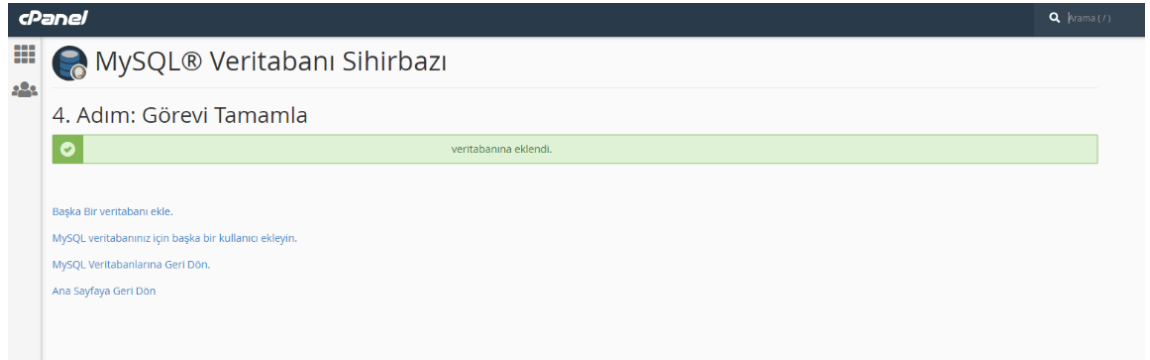 cPanel
Arama ( / )
MySQL® Veritabanı Sihirbazı
4. Adım: Görevi Tamamla
veritabanına eklendi.
Başka Bir veritabanı ekle.
MySQL veritabanınız için başka bir kullanıcı ekleyin.
MySQL Veritabanlarına Geri Dön.
Ana Sayfaya Geri Dön